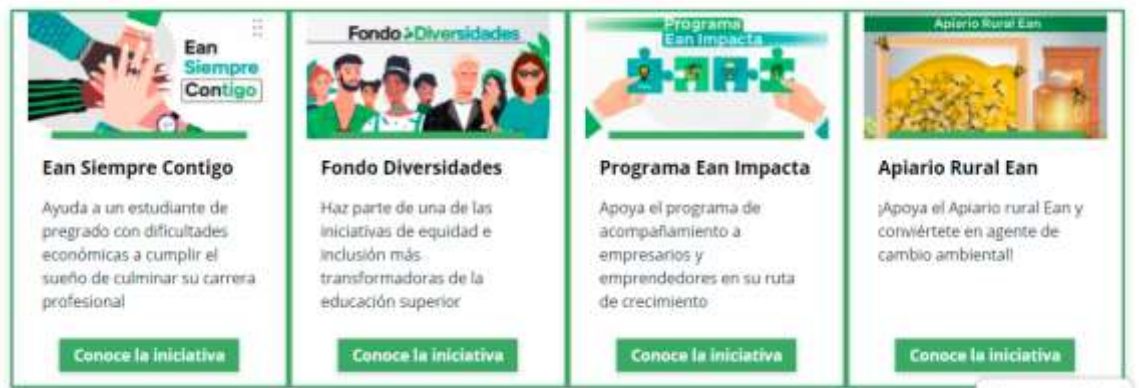 Ean
Siempre
Contigo
Ean Siempre Contigo
Ayuda a un estudiante de
pregrado con dificultades
económicas a cumplir el
sueño de culminar su carrera
profesional
Conoce la iniciativa
Fondo Diversidades
Fondo Diversidades
Haz parte de una de las
iniciativas de equidad e
inclusión más
transformadoras de la
educación superior
Conoce la iniciativa
Programa
Ean Impacta
Programa Ean Impacta
Apoya el programa de
acompañamiento a
empresarios y
emprendedores en su ruta
de crecimiento
Conoce la iniciativa
Apiario Rural Ean
Apiario Rural Ean
¡Apoya el Apiario rural Ean y
conviértete en agente de
cambio ambiental!
Conoce la iniciativa